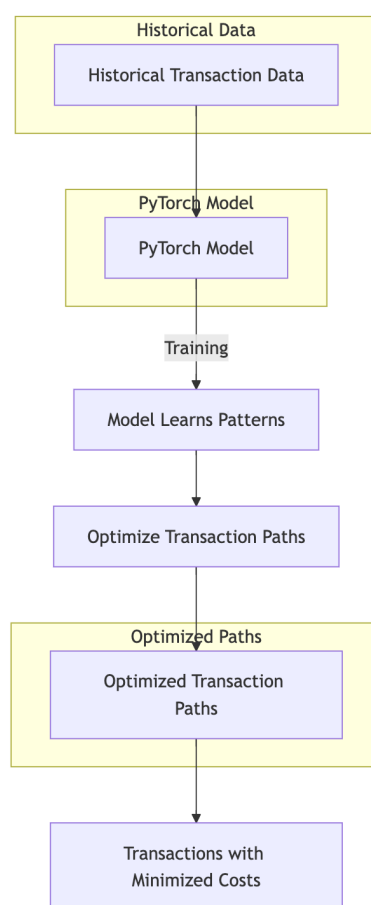 Historical Data
Historical Transaction Data
PyTorch Model
PyTorch Model
Training
Model Learns Patterns
Optimize Transaction Paths
Optimized Paths
Optimized Transaction
Paths
Transactions with
Minimized Costs